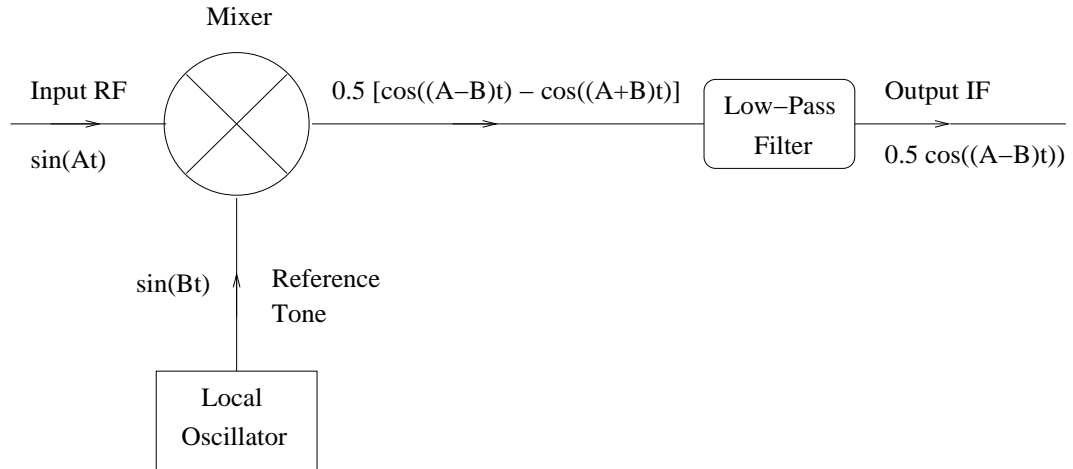 Mixer
Input RF
0.5 [cos((A–B)t) – cos((A+B)t)]
Low–Pass
Filter
Output IF
sin(At)
0.5 cos((A–B)t))
sin(Bt)
Reference
Tone
Local
Oscillator